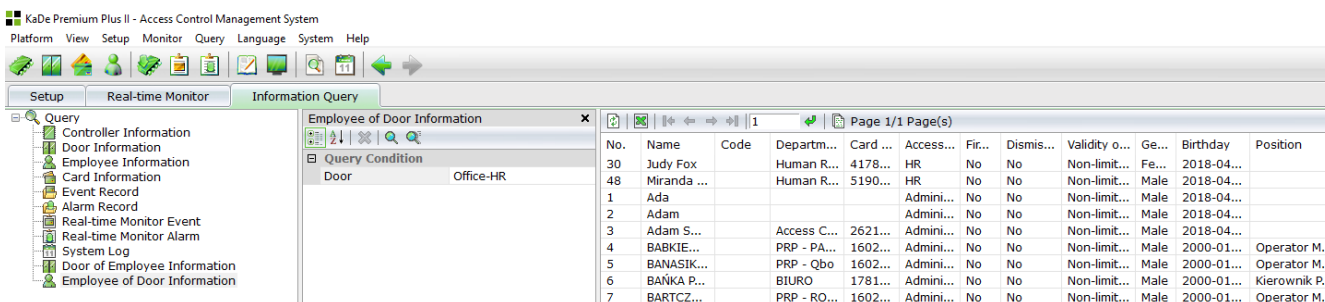 KaDe Premium Plus II - Access Control Management System
Platform View Setup Monitor Query Language System Help
11
Setup Real-time Monitor Information Query
Query
Controller Information
Door Information
Employee Information
Card Information
Event Record
Alarm Record
Real-time Monitor Event
Real-time Monitor Alarm
System Log
Door of Employee Information
Employee of Door Information
Employee of Door Information
Query Condition
Door Office-HR
1 Page 1/1 Page(s)
No. Name Code Departm... Card ... Access... Fir... Dismis... Validity o... Ge... Birthday Position
30 Judy Fox Human R... 4178... HR No No Non-limit... Fe... 2018-04...
48 Miranda ... Human R... 5190... HR No No Non-limit... Male 2018-04...
1 Ada Admini... No No Non-limit... Male 2018-04...
2 Adam Admini... No No Non-limit... Male 2018-04...
3 Adam S... Access C... 2621... Admini... No No Non-limit... Male 2018-04...
4 BABKIE... PRP - PA... 1602... Admini... No No Non-limit... Male 2000-01... Operator M.
5 BANASIK... PRP - Qbo 1602... Admini... No No Non-limit... Male 2000-01... Operator M.
6 BAŃKA P... BIURO 1781... Admini... No No Non-limit... Male 2000-01... Kierownik P.
7 BARTCZ... PRP - RO... 1602... Admini... No No Non-limit... Male 2000-01... Operator M.